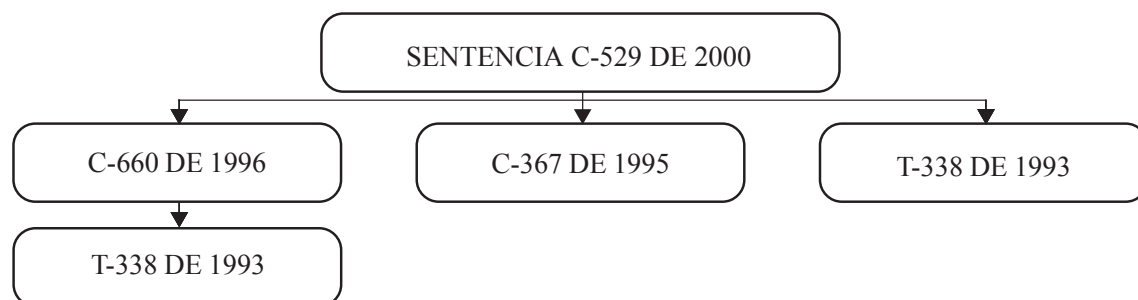 SENTENCIA C-529 DE 2000
C-660 DE 1996
C-367 DE 1995
T-338 DE 1993
T-338 DE 1993